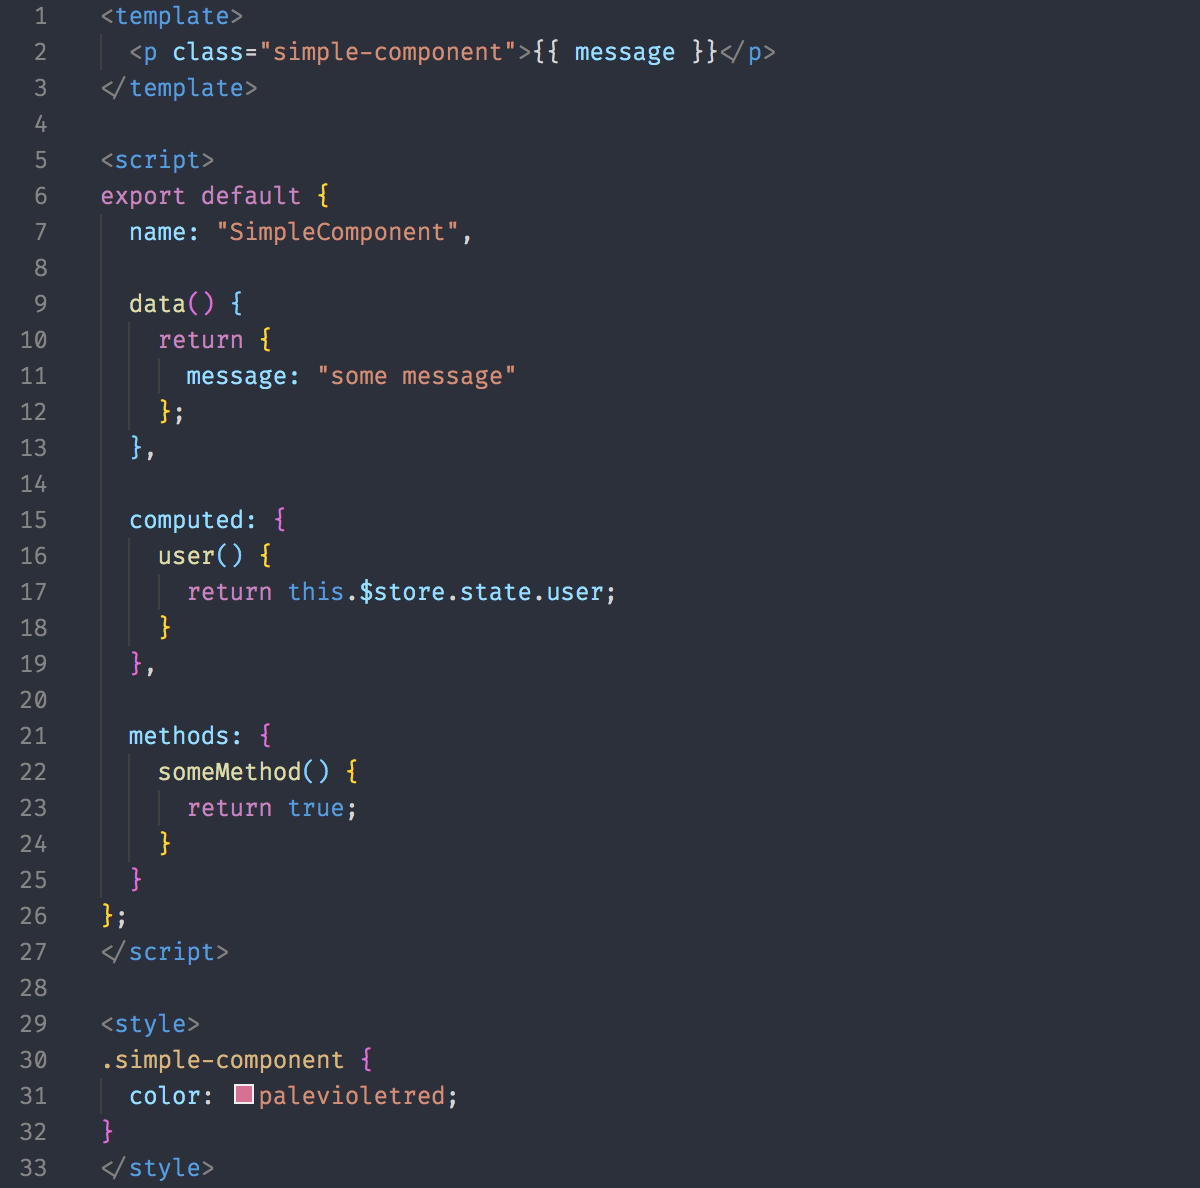 1 <template>
2   <p class="simple-component">{{ message }}</p>
3 </template>
4
5 <script>
6 export default {
7   name: "SimpleComponent",
8
9   data() {
10     return {
11       message: "some message"
12     };
13   },
14
15   computed: {
16     user() {
17       return this.$store.state.user;
18     }
19   },
20
21   methods: {
22     someMethod() {
23       return true;
24     }
25   }
26 };
27 </script>
28
29 <style>
30 .simple-component {
31   color: palevioletred;
32 }
33 </style>